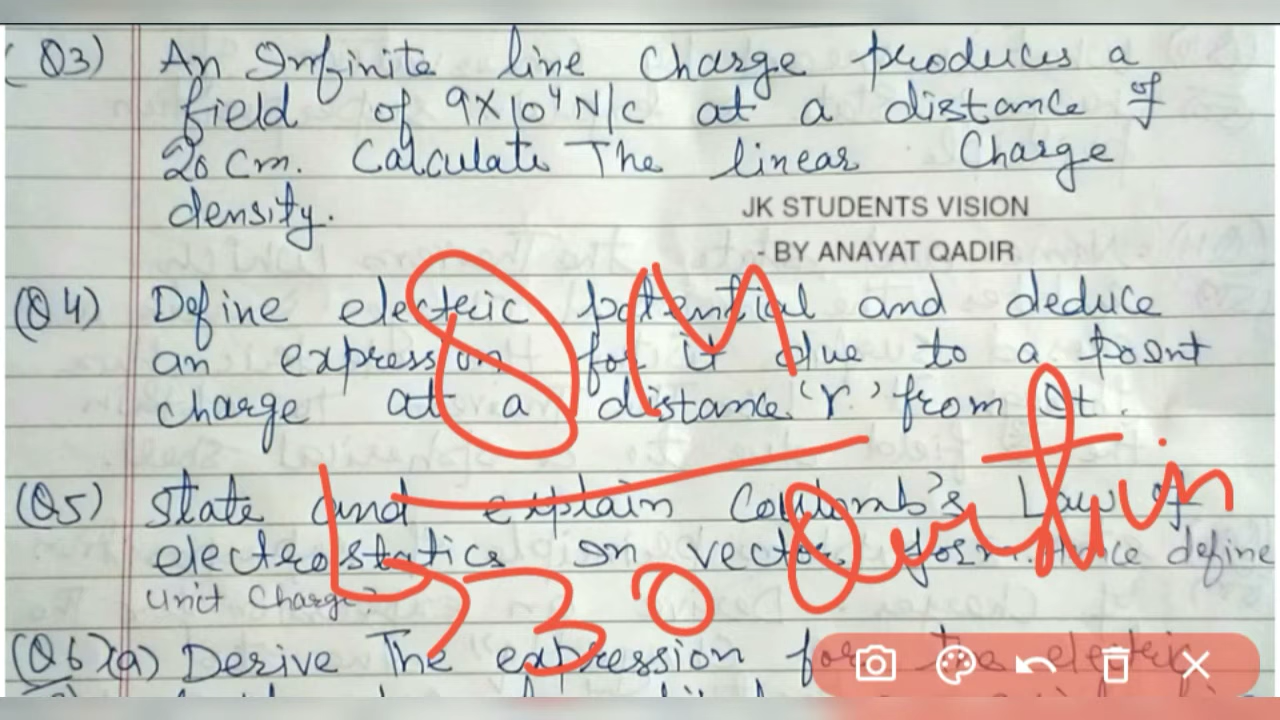 (Q3) An Infinite line Charge produces a
field of 9X10⁴ N/C at a distance of
20 Cm. Calculate The linear Charge
density.
JK STUDENTS VISION
- BY ANAYAT QADIR
(Q4) Define electric potential and deduce
an expression for it due to a point
charge at a distance 'r' from It.
8 M
(Q5) State and explain Coulomb's Law of
electrostatics In vector form. Hence define
Unit Charge?
30
(Q6) (a) Derive The expression for the electric